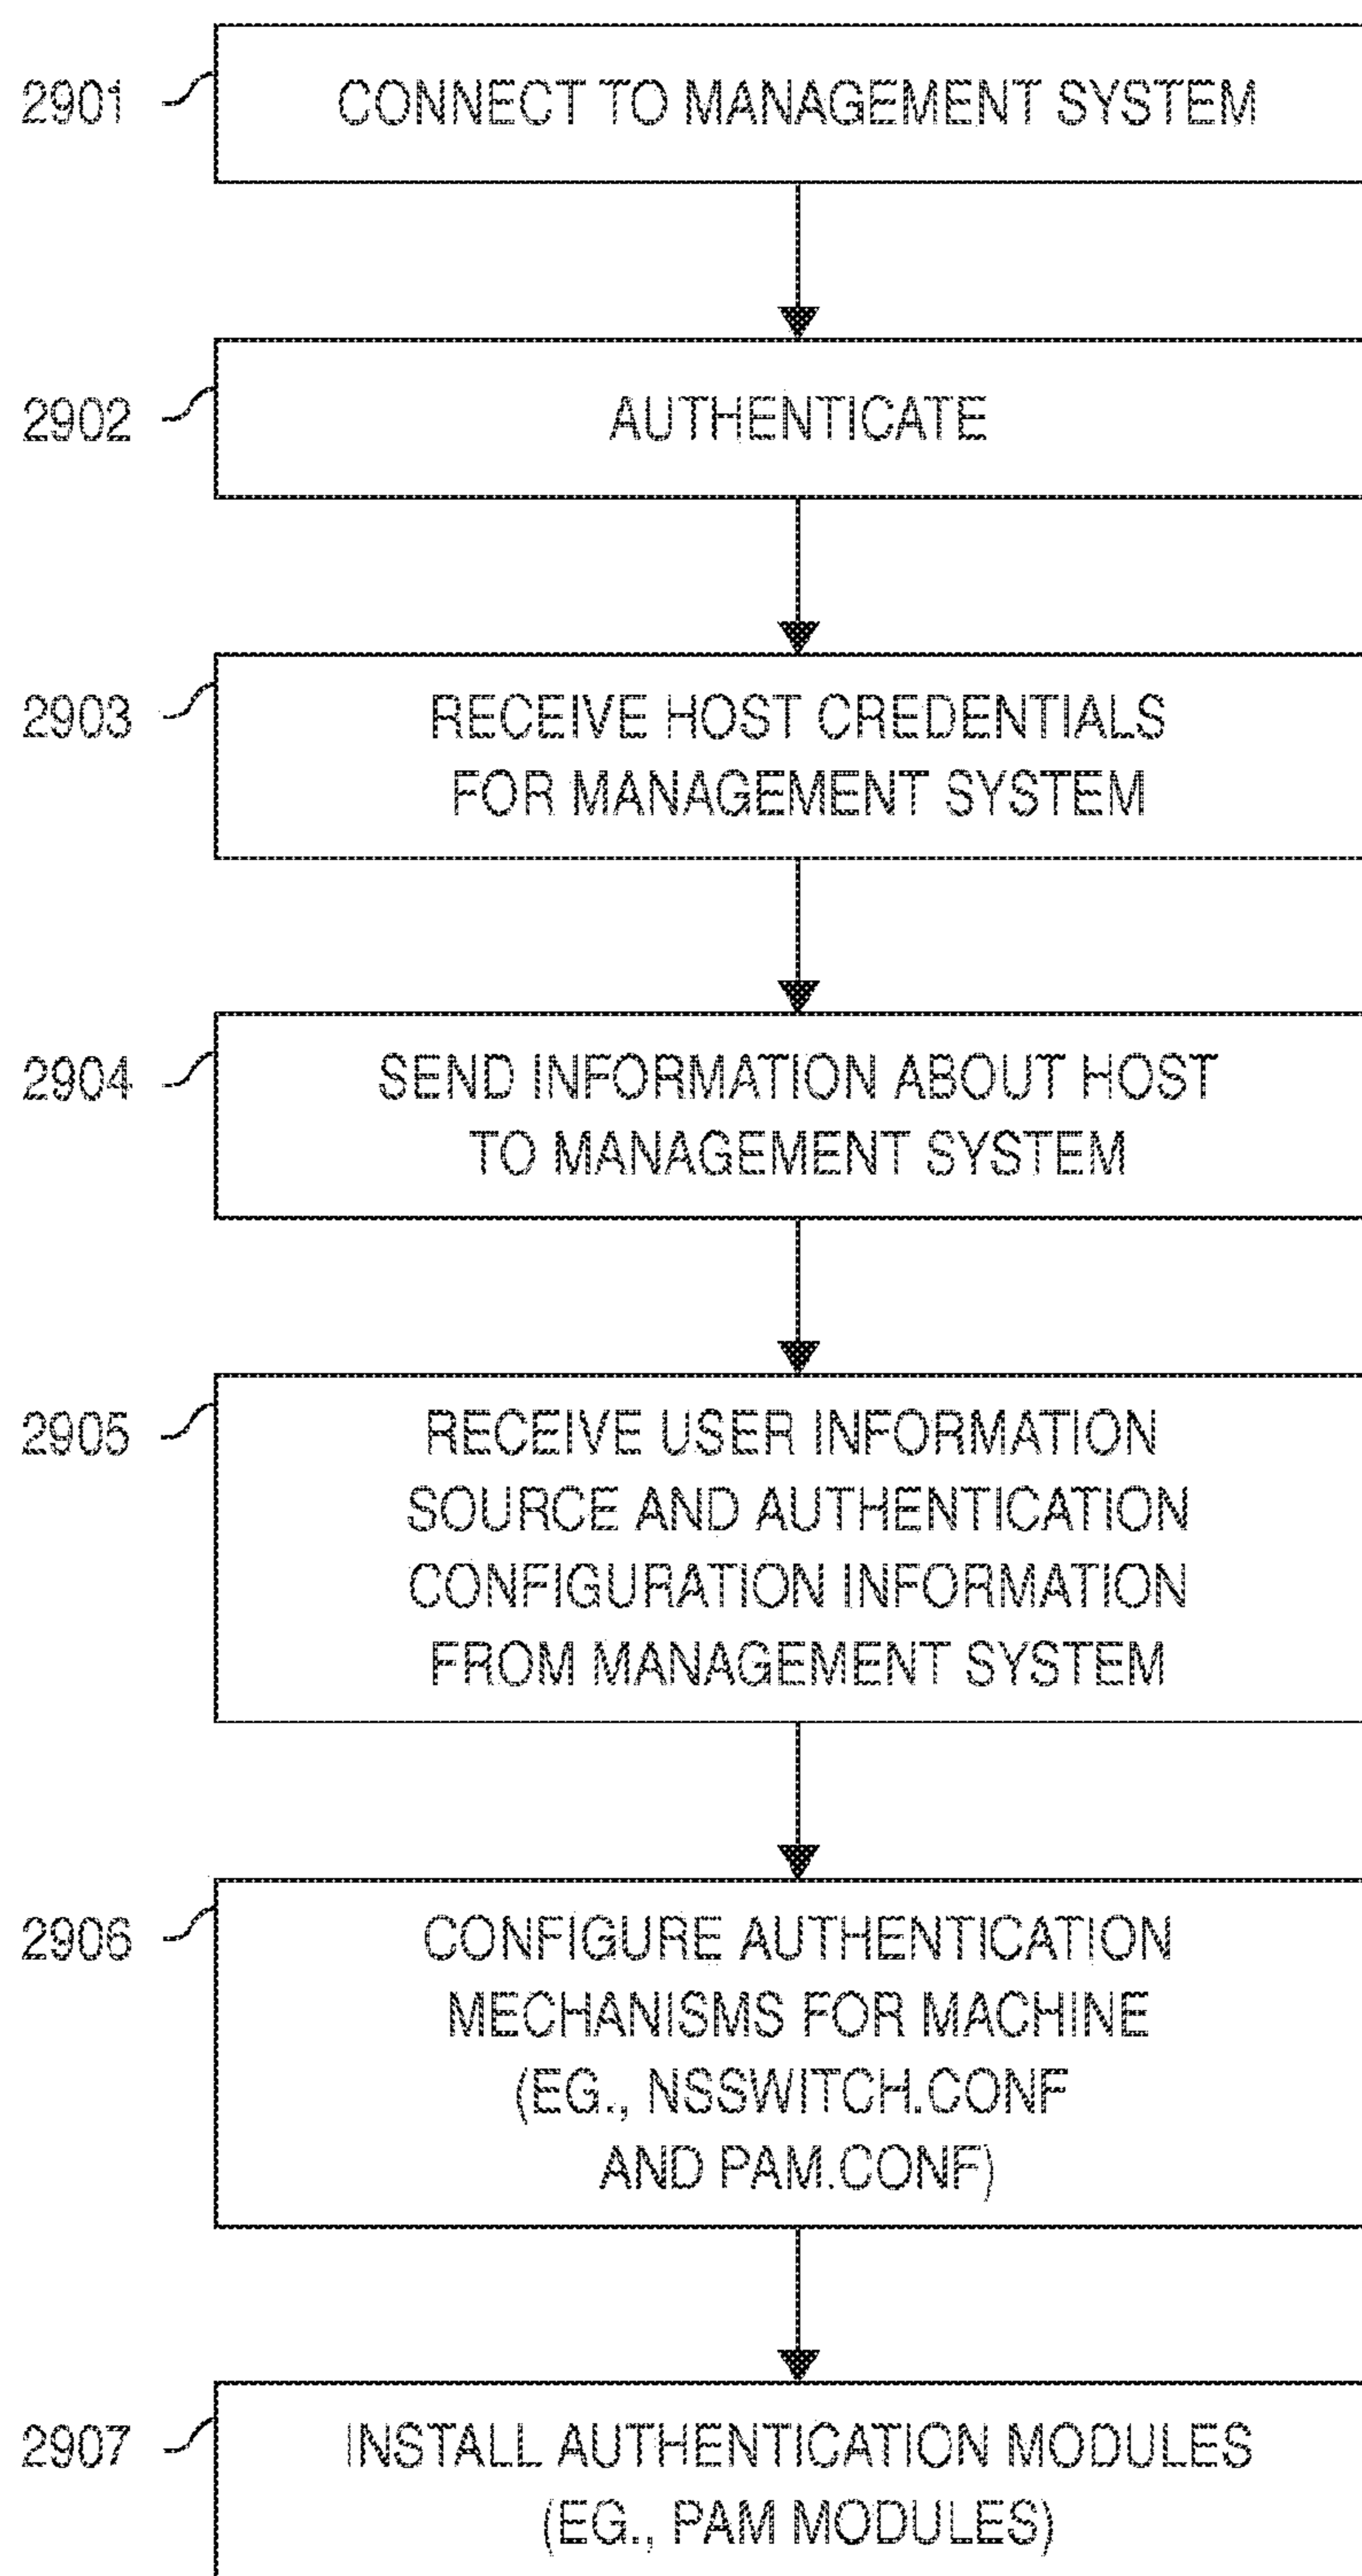 2901
CONNECT TO MANAGEMENT SYSTEM
2902
AUTHENTICATE
2903
RECEIVE HOST CREDENTIALS
FOR MANAGEMENT SYSTEM
2904
SEND INFORMATION ABOUT HOST
TO MANAGEMENT SYSTEM
2905
RECEIVE USER INFORMATION
SOURCE AND AUTHENTICATION
CONFIGURATION INFORMATION
FROM MANAGEMENT SYSTEM
2906
CONFIGURE AUTHENTICATION
MECHANISMS FOR MACHINE
(EG., NSSWITCH.CONF
AND PAM.CONF)
2907
INSTALL AUTHENTICATION MODULES
(EG., PAM MODULES)